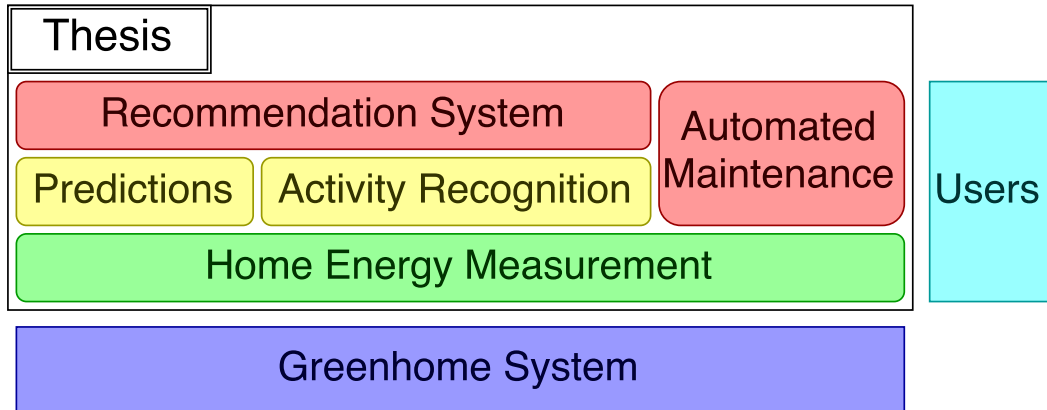 Thesis
Recommendation System
Automated
Maintenance
Predictions
Activity Recognition
Users
Home Energy Measurement
Greenhome System